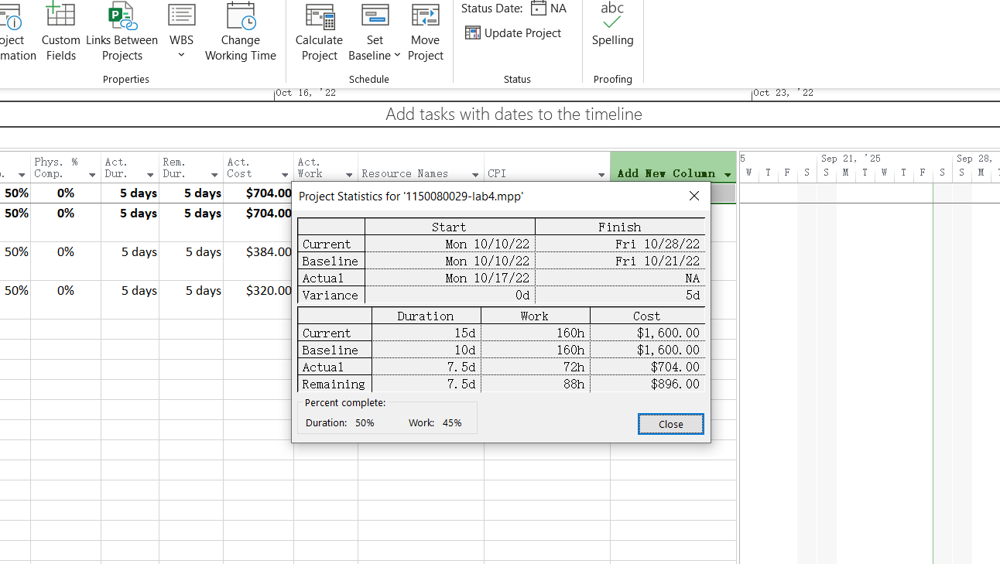 Status Date: NA
abc
oject
mation
Custom
Fields
Links Between
Projects
WBS
Change
Working Time
Calculate
Project
Set
Baseline
Move
Project
Update Project
Spelling
Properties
Schedule
Status
Proofing
Oct 16, '22
Oct 23, '22
Add tasks with dates to the timeline
Phys. %
Comp.
Act.
Dur.
Rem.
Dur.
Act.
Cost
Act.
Work
Resource Names
CPI
Add New Column
5
Sep 21, '25
Sep 28,
W T F S S M T W T F S S M
50% 0% 5 days 5 days $704.00
50% 0% 5 days 5 days $704.00
50% 0% 5 days 5 days $384.00
50% 0% 5 days 5 days $320.00
Project Statistics for '1150080029-lab4.mpp'
Start Finish
Current Mon 10/10/22 Fri 10/28/22
Baseline Mon 10/10/22 Fri 10/21/22
Actual Mon 10/17/22 NA
Variance 0d 5d
Duration Work Cost
Current 15d 160h $1,600.00
Baseline 10d 160h $1,600.00
Actual 7.5d 72h $704.00
Remaining 7.5d 88h $896.00
Percent complete:
Duration: 50% Work: 45%
Close